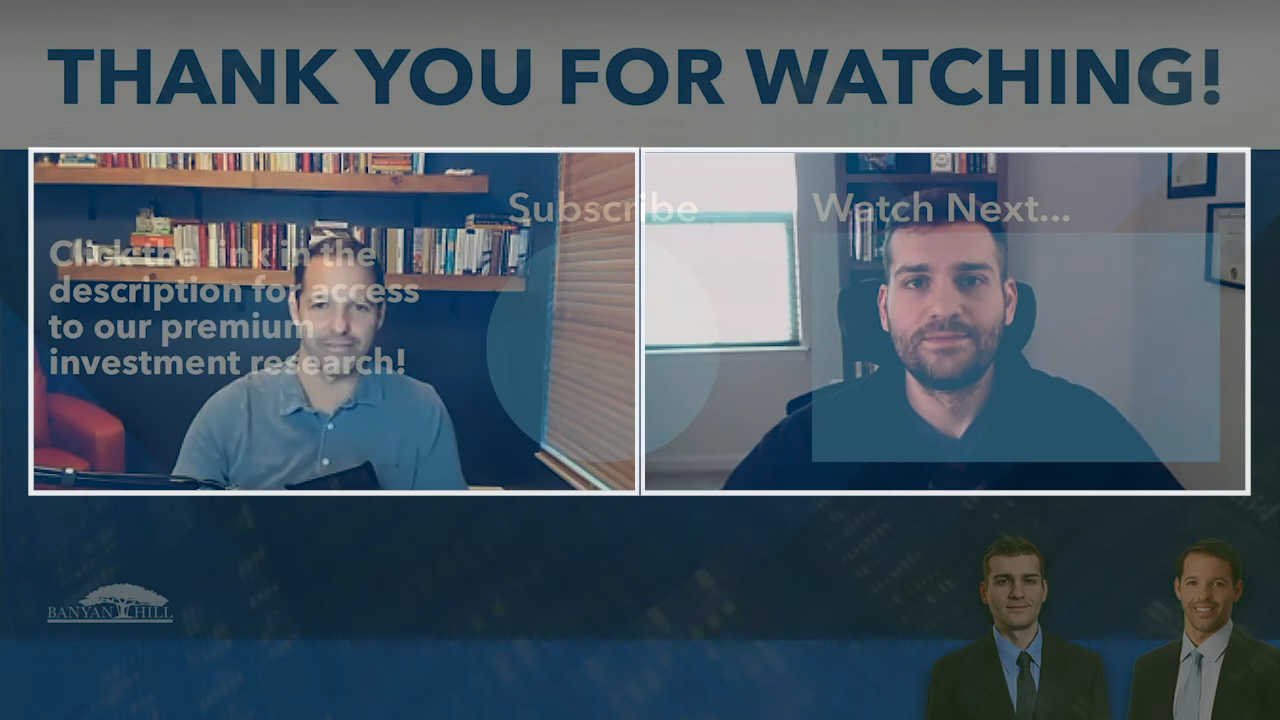 THANK YOU FOR WATCHING!
Subscribe
Watch Next...
Click the link in the
description for access
to our premium
investment research!
BANYAN HILL